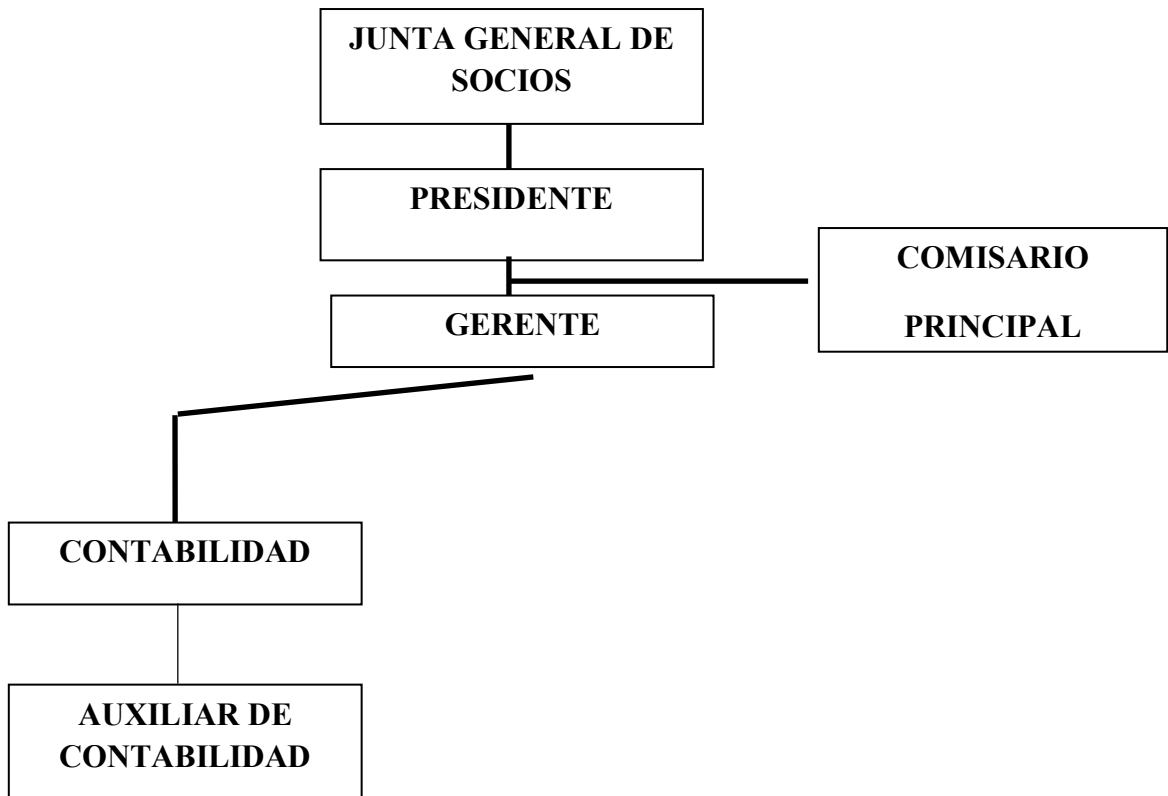 JUNTA GENERAL DE
SOCIOS
PRESIDENTE
COMISARIO
PRINCIPAL
GERENTE
CONTABILIDAD
AUXILIAR DE
CONTABILIDAD